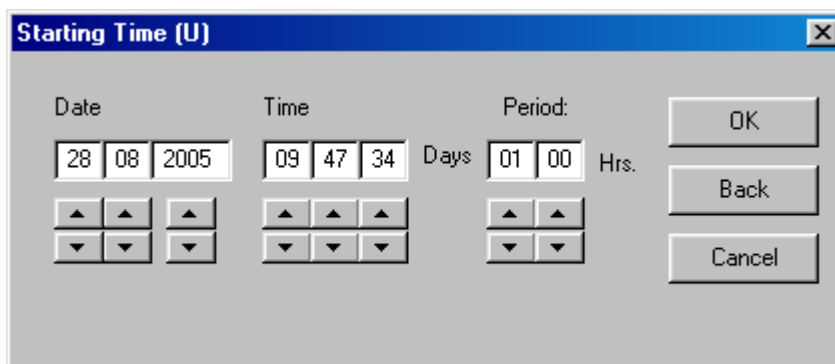 Starting Time (U)
Date Time Period:
28 08 2005 09 47 34 Days 01 00 Hrs.
OK
Back
Cancel